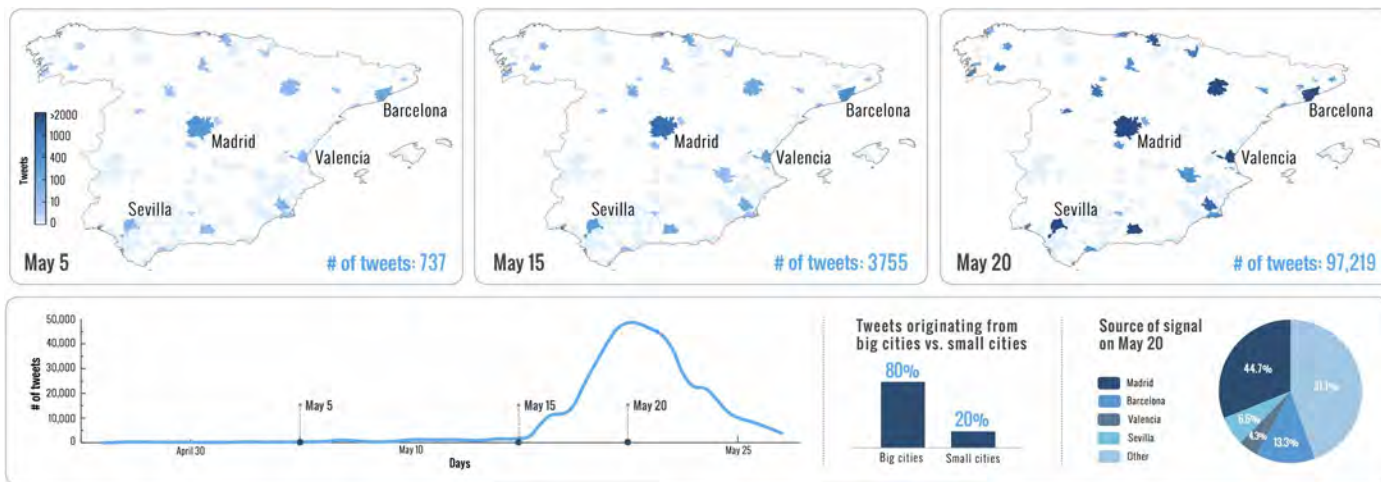 >2000
1000
400
100
10
0
Tweets
Barcelona
Madrid
Valencia
Sevilla
May 5
# of tweets: 737
Barcelona
Madrid
Valencia
Sevilla
May 15
# of tweets: 3755
Barcelona
Madrid
Valencia
Sevilla
May 20
# of tweets: 97,219
# of tweets
50,000
40,000
30,000
20,000
10,000
0
May 5
May 15
May 20
April 30
May 10
May 25
Days
Tweets originating from
big cities vs. small cities
80%
20%
Big cities
Small cities
Source of signal
on May 20
Madrid
Barcelona
Valencia
Sevilla
Other
44.7%
13.3%
4.3%